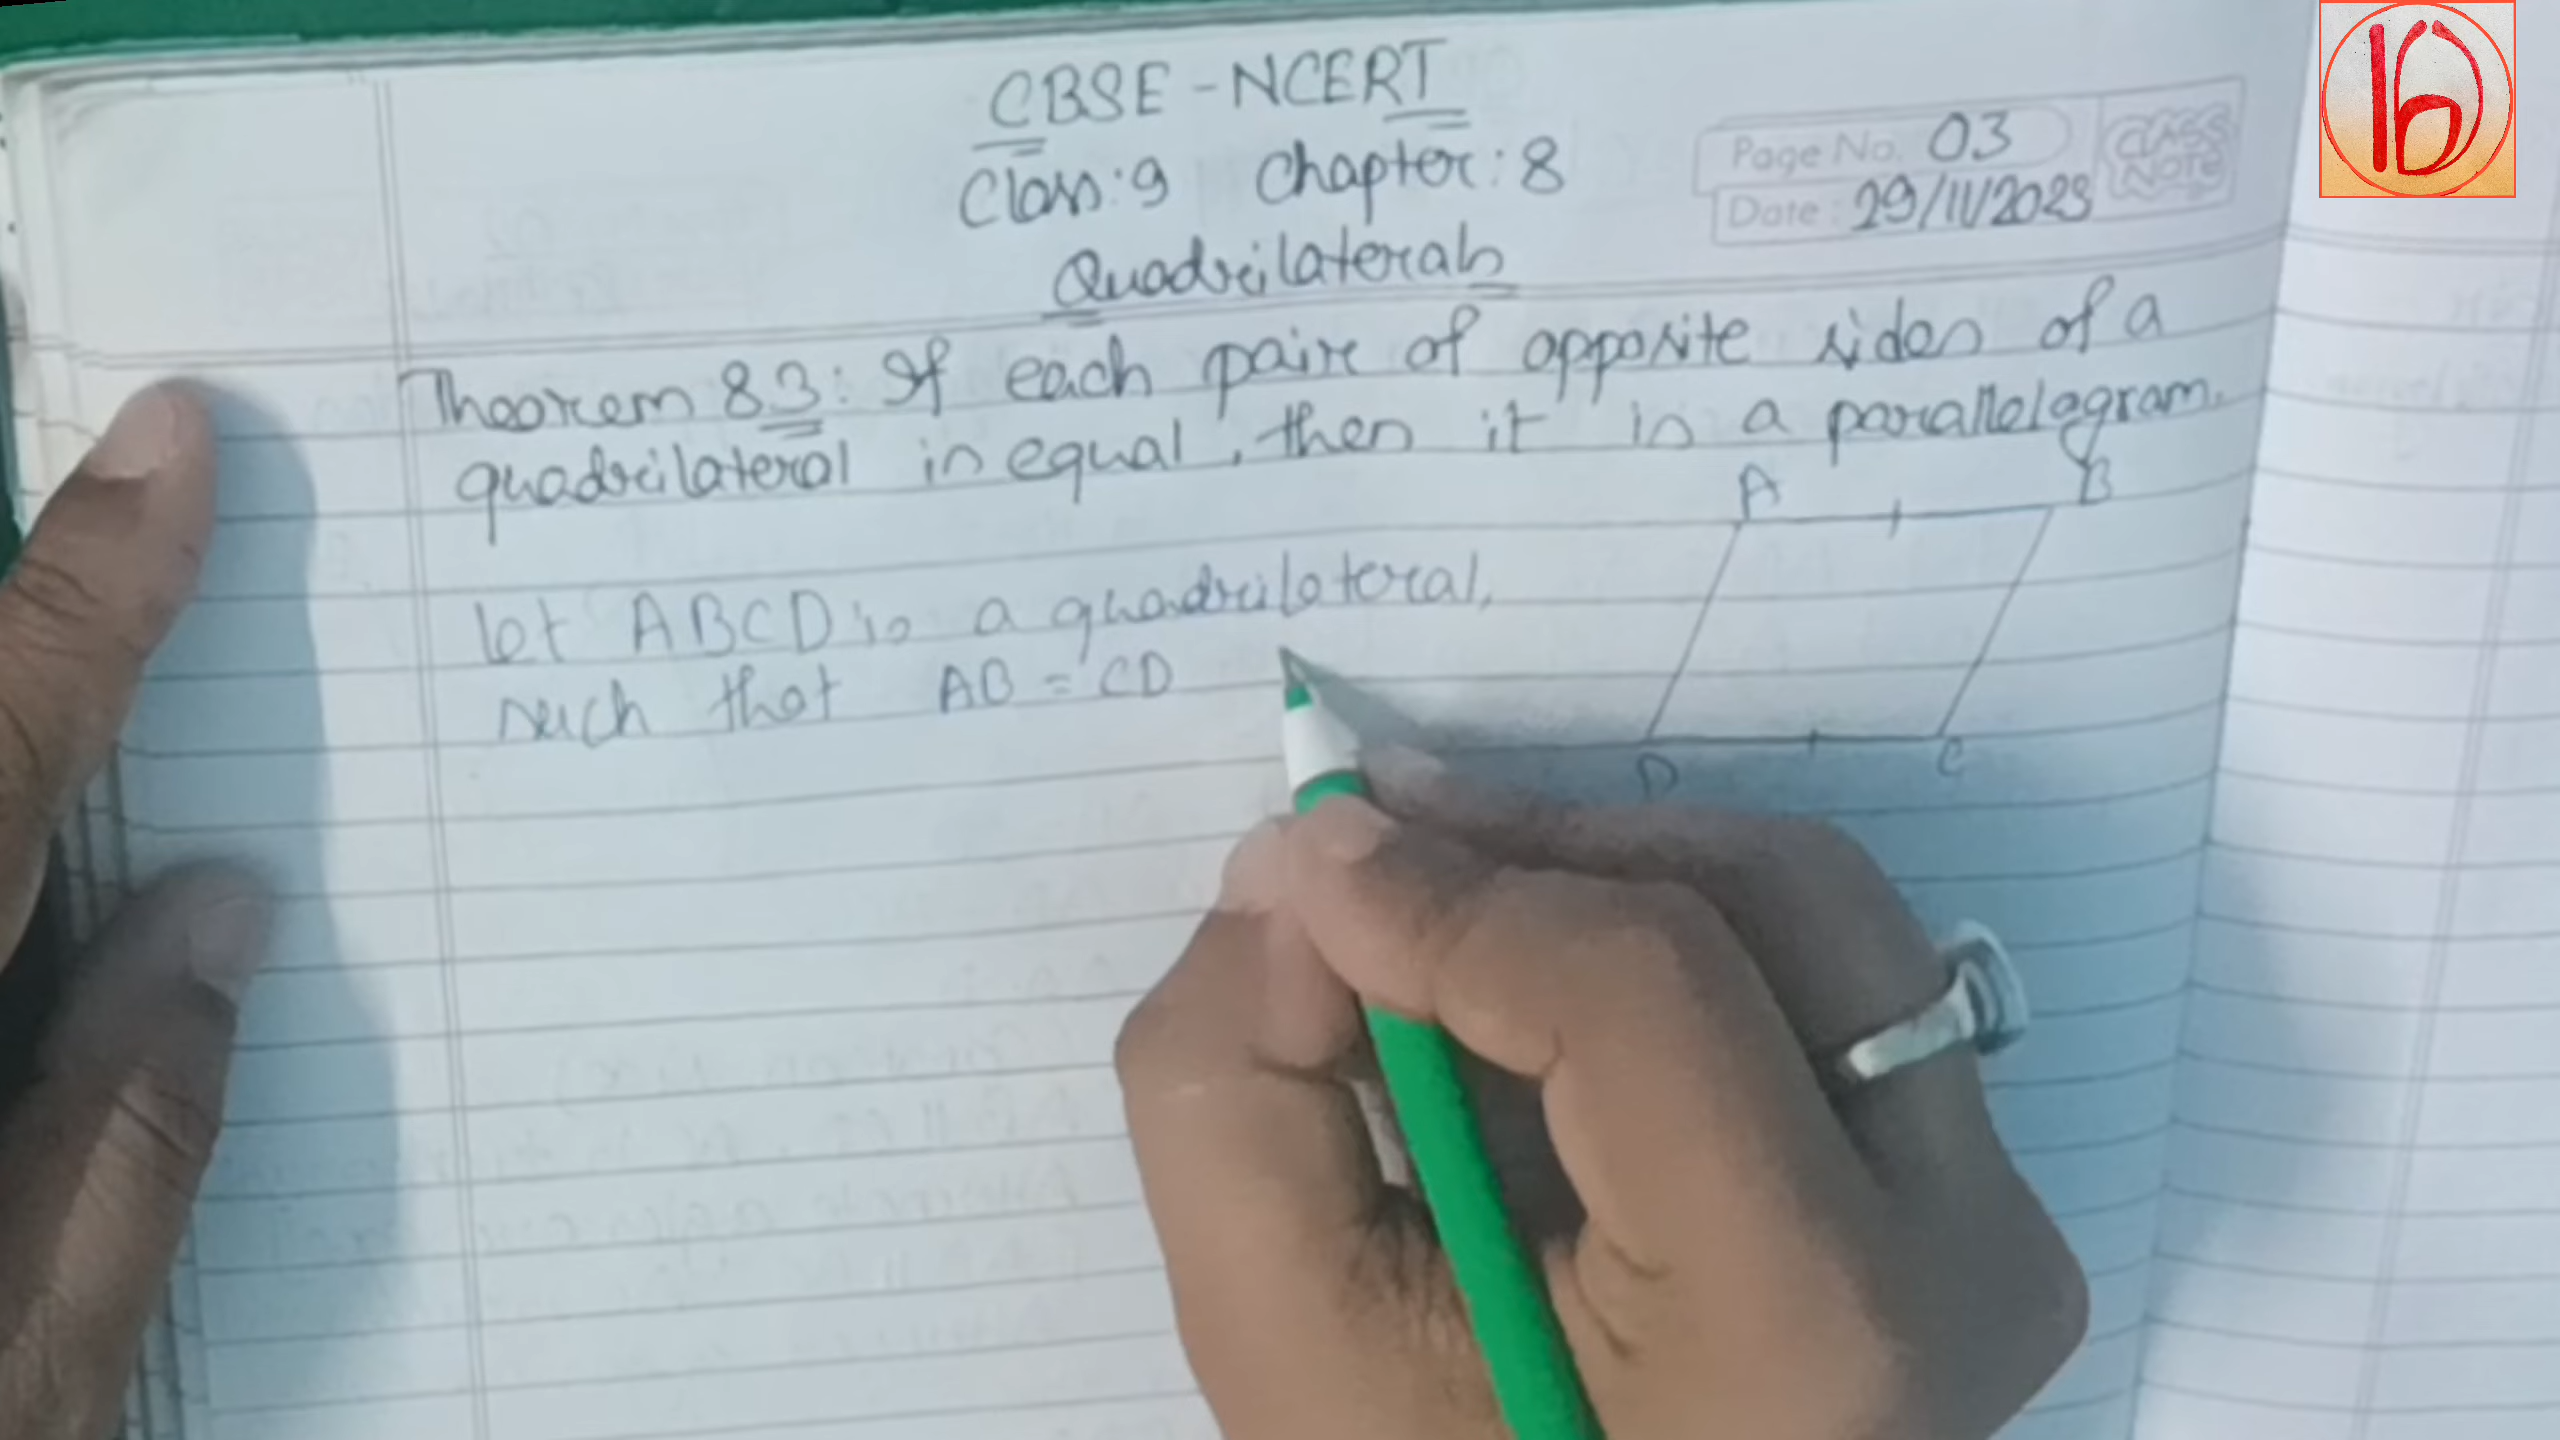 CBSE - NCERT
Class: 9 Chapter: 8
Page No. 03
CLASS NOTE
Date: 29/11/2023
Quadrilaterals
Theorem 8.3: If each pair of opposite sides of a
quadrilateral is equal, then it is a parallelogram.
A B
let ABCD is a quadrilateral,
such that AB = CD
D C